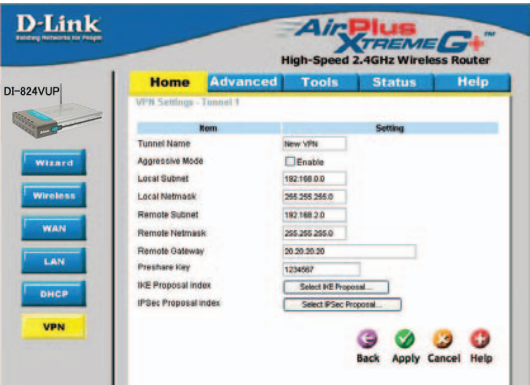 D-Link
Building Networks for People
AirPlus
XTREME G+™
High-Speed 2.4GHz Wireless Router
Home Advanced Tools Status Help
DI-824VUP
VPN Settings - Tunnel 1
Item Setting
Tunnel Name New VPN
Aggressive Mode Enable
Local Subnet 192.168.0.0
Local Netmask 255.255.255.0
Remote Subnet 192.168.2.0
Remote Netmask 255.255.255.0
Remote Gateway 20.20.20.20
Preshare Key 1234567
IKE Proposal index Select IKE Proposal...
IPSec Proposal index Select IPSec Proposal...
Wizard
Wireless
WAN
LAN
DHCP
VPN
Back Apply Cancel Help